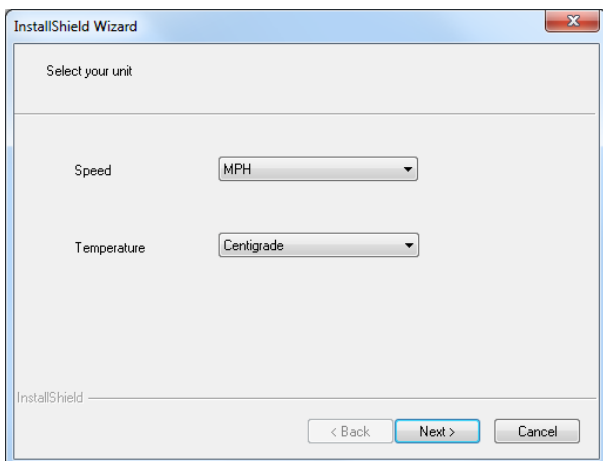 InstallShield Wizard
Select your unit
Speed MPH
Temperature Centigrade
InstallShield
< Back Next > Cancel